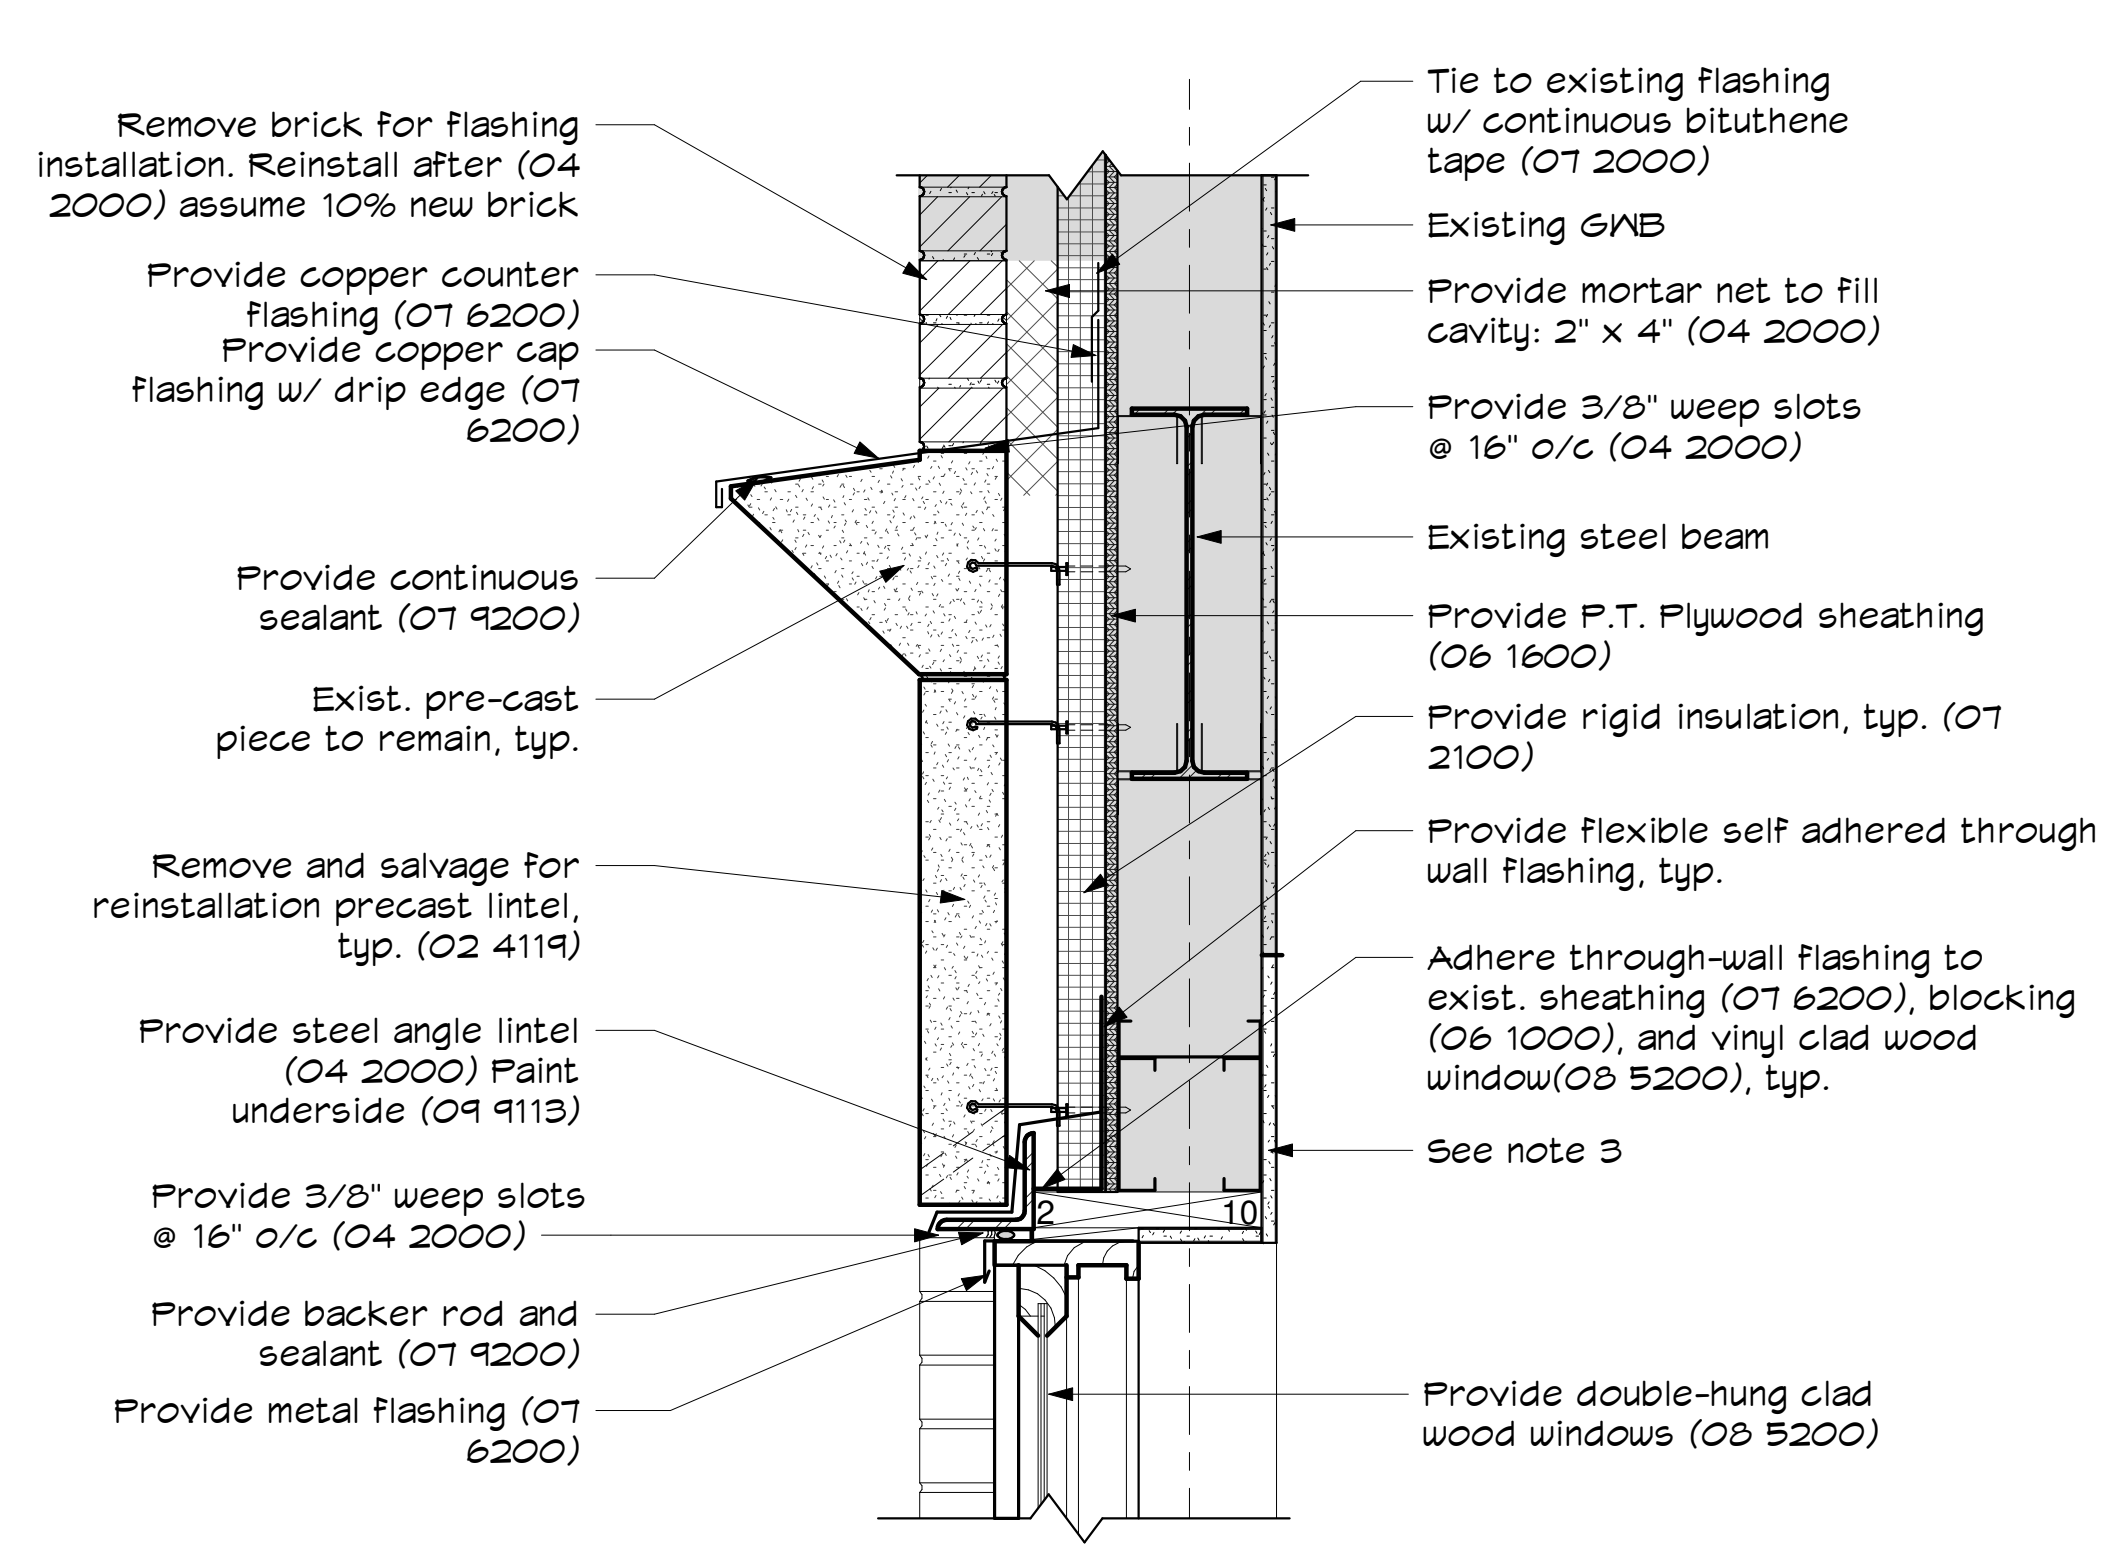 Remove brick for flashing
installation. Reinstall after (04
2000) assume 10% new brick
Provide copper counter
flashing (07 6200)
Provide copper cap
flashing w/ drip edge (07
6200)
Provide continuous
sealant (07 9200)
Exist. pre-cast
piece to remain, typ.
Remove and salvage for
reinstallation precast lintel,
typ. (02 4119)
Provide steel angle lintel
(04 2000) Paint
underside (09 9113)
Provide 3/8" weep slots
@ 16" o/c (04 2000)
Provide backer rod and
sealant (07 9200)
Provide metal flashing (07
6200)
2 10
Tie to existing flashing
w/ continuous bituthene
tape (07 2000)
Existing GWB
Provide mortar net to fill
cavity: 2" x 4" (04 2000)
Provide 3/8" weep slots
@ 16" o/c (04 2000)
Existing steel beam
Provide P.T. Plywood sheathing
(06 1600)
Provide rigid insulation, typ. (07
2100)
Provide flexible self adhered through
wall flashing, typ.
Adhere through-wall flashing to
exist. sheathing (07 6200), blocking
(06 1000), and vinyl clad wood
window(08 5200), typ.
See note 3
Provide double-hung clad
wood windows (08 5200)